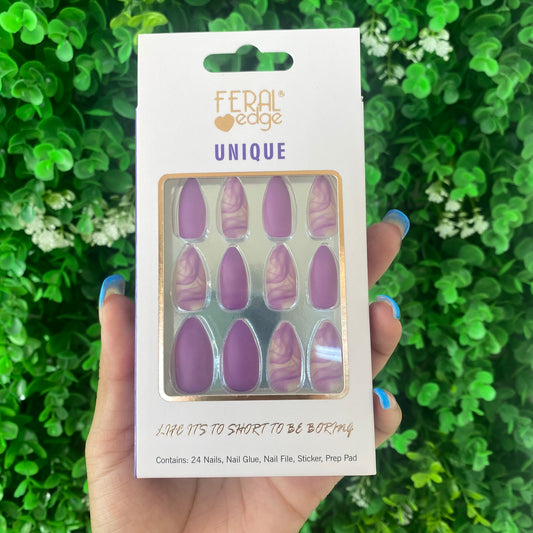 FERAL®
edge
UNIQUE
LIFE ITS TO SHORT TO BE BORING
Contains: 24 Nails, Nail Glue, Nail File, Sticker, Prep Pad